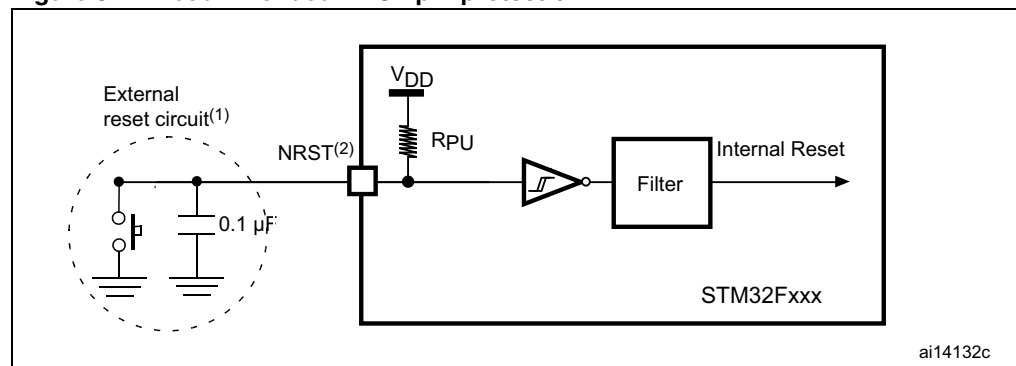 VDD
External
reset circuit(1)
RPU
NRST(2)
Internal Reset
Filter
0.1 µF
STM32Fxxx
ai14132c